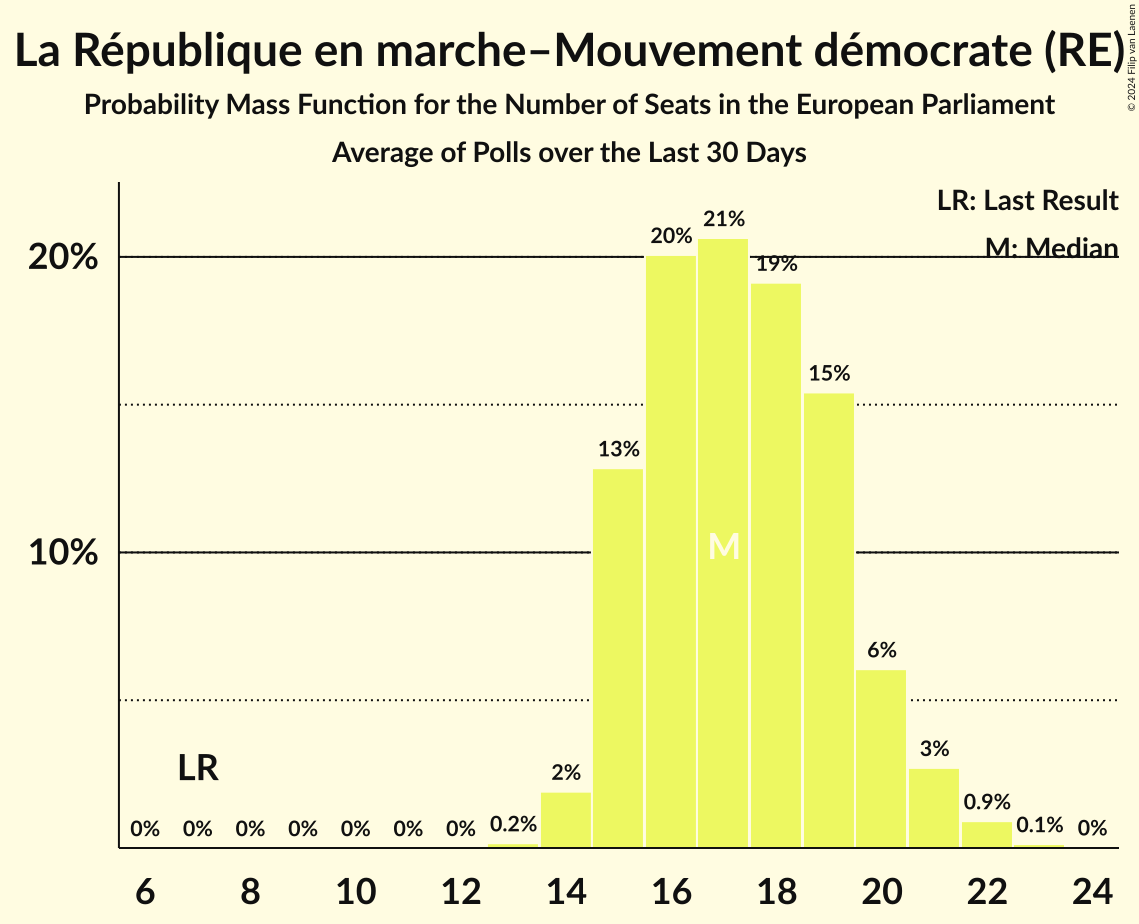 La République en marche–Mouvement démocrate (RE)
Probability Mass Function for the Number of Seats in the European Parliament
Average of Polls over the Last 30 Days
© 2024 Filip van Laenen
LR: Last Result
M: Median
20%
10%
0% 0% 0% 0% 0% 0% 0% 0.2% 2% 13% 20% 21% 19% 15% 6% 3% 0.9% 0.1% 0%
LR
M
6 8 10 12 14 16 18 20 22 24